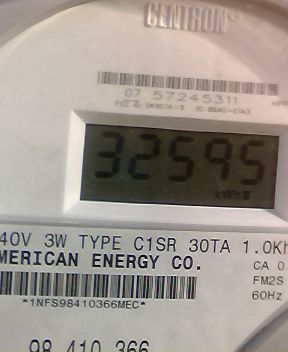 CENTRON®
07 57245311
32595
kWh
40V 3W TYPE C1SR 30TA 1.0Kh
MERICAN ENERGY CO.
CA 0
FM2S
60Hz
*1NFS98410366MEC*
98 410 366